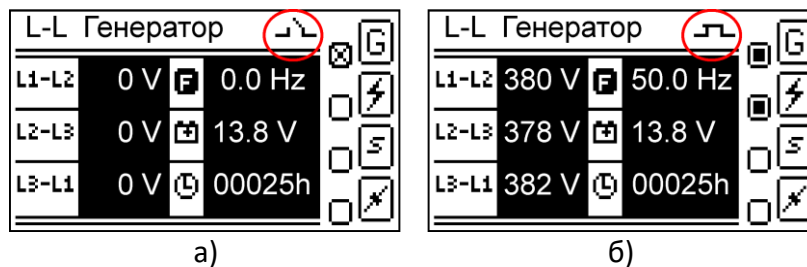 L-L Генератор
G
L1-L2 0 V F 0.0 Hz
L2-L3 0 V 13.8 V
S
L3-L1 0 V 00025h
а)
L-L Генератор
G
L1-L2 380 V F 50.0 Hz
L2-L3 378 V 13.8 V
S
L3-L1 382 V 00025h
б)